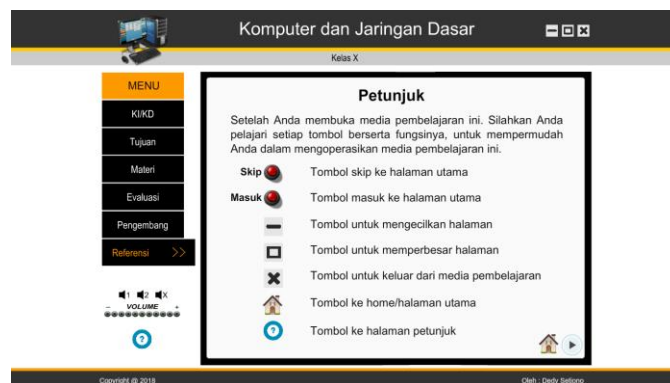 Komputer dan Jaringan Dasar
Kelas X
MENU
KI/KD
Tujuan
Materi
Evaluasi
Pengembang
Referensi >>
1 2 X
- VOLUME +
?
Petunjuk
Setelah Anda membuka media pembelajaran ini. Silahkan Anda
pelajari setiap tombol berserta fungsinya, untuk mempermudah
Anda dalam mengoperasikan media pembelajaran ini.
Skip Tombol skip ke halaman utama
Masuk Tombol masuk ke halaman utama
Tombol untuk mengecilkan halaman
Tombol untuk memperbesar halaman
Tombol untuk keluar dari media pembelajaran
Tombol ke home/halaman utama
? Tombol ke halaman petunjuk
Copyright @ 2018
Oleh : Dedy Setiono